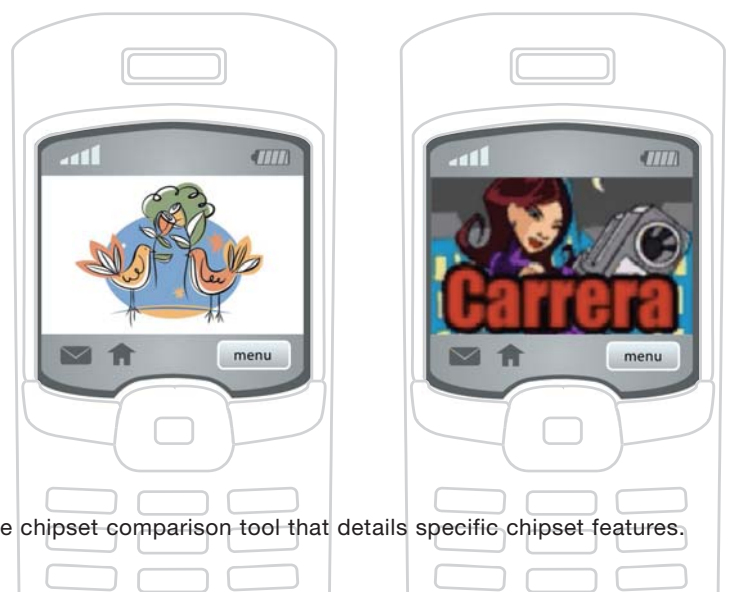 Carrera
menu
menu
e chipset comparison tool that details specific chipset features.